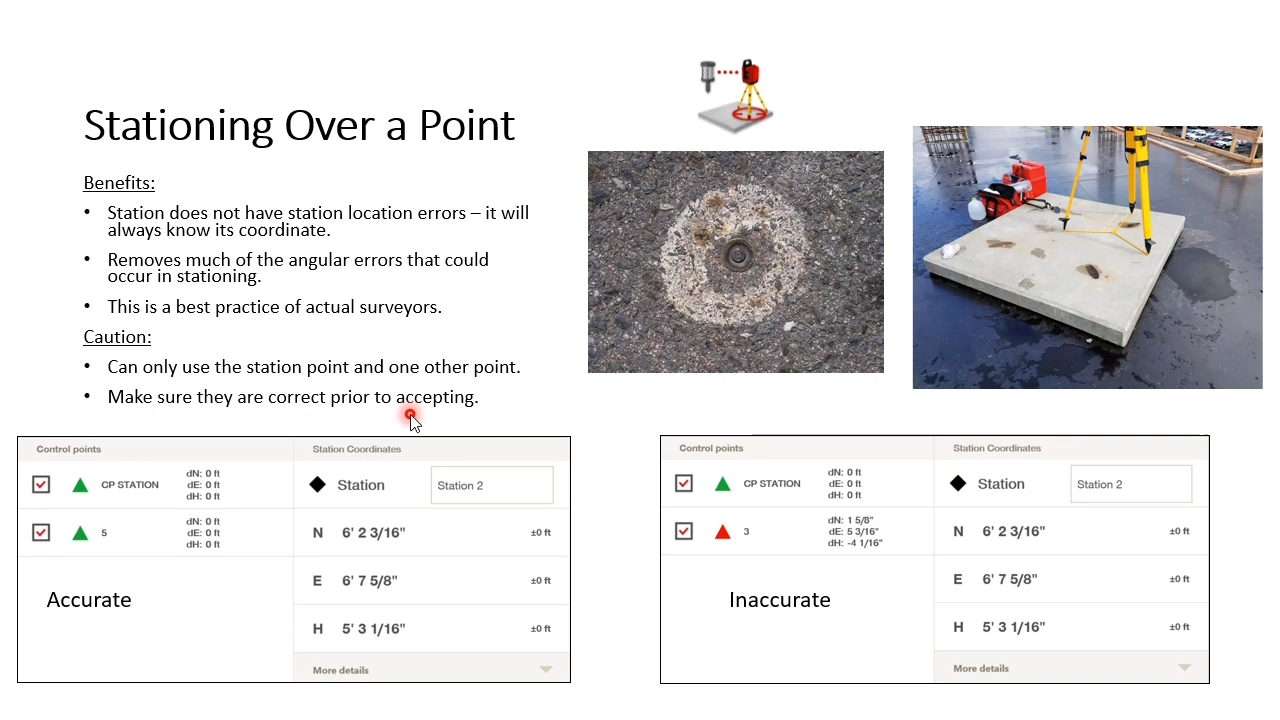 Stationing Over a Point
Benefits:
• Station does not have station location errors – it will
always know its coordinate.
• Removes much of the angular errors that could
occur in stationing.
• This is a best practice of actual surveyors.
Caution:
• Can only use the station point and one other point.
• Make sure they are correct prior to accepting.
Control points
CP STATION
dN: 0 ft
dE: 0 ft
dH: 0 ft
5
dN: 0 ft
dE: 0 ft
dH: 0 ft
Accurate
Station Coordinates
Station
Station 2
N 6' 2 3/16" ±0 ft
E 6' 7 5/8" ±0 ft
H 5' 3 1/16" ±0 ft
More details
Control points
CP STATION
dN: 0 ft
dE: 0 ft
dH: 0 ft
3
dN: 1 5/8"
dE: 5 3/16"
dH: -4 1/16"
Inaccurate
Station Coordinates
Station
Station 2
N 6' 2 3/16" ±0 ft
E 6' 7 5/8" ±0 ft
H 5' 3 1/16" ±0 ft
More details